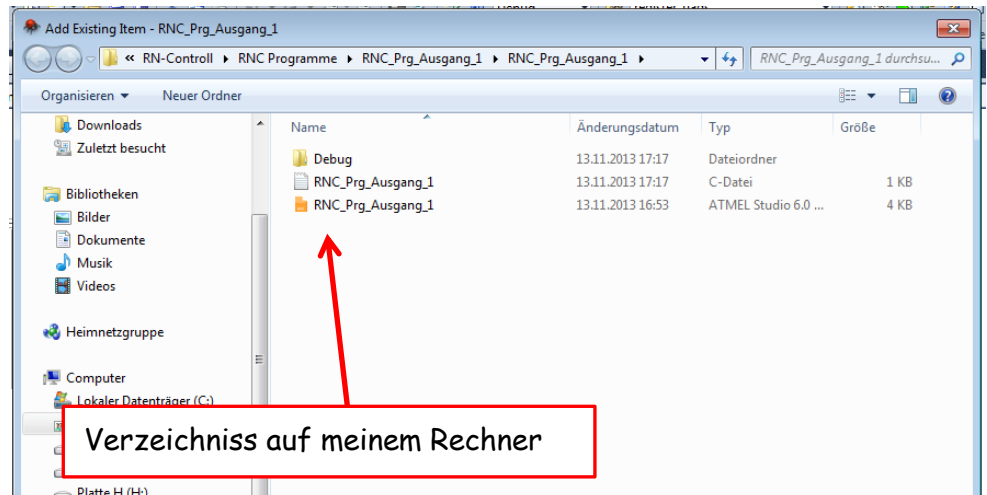 Add Existing Item - RNC_Prg_Ausgang_1
« RN-Controll ▸ RNC Programme ▸ RNC_Prg_Ausgang_1 ▸ RNC_Prg_Ausgang_1 ▸
RNC_Prg_Ausgang_1 durchsu...
Organisieren Neuer Ordner
Downloads
Zuletzt besucht
Bibliotheken
Bilder
Dokumente
Musik
Videos
Heimnetzgruppe
Computer
Lokaler Datenträger (C:)
Platte H (H:)
Name Änderungsdatum Typ Größe
Debug 13.11.2013 17:17 Dateiordner
RNC_Prg_Ausgang_1 13.11.2013 17:17 C-Datei 1 KB
RNC_Prg_Ausgang_1 13.11.2013 16:53 ATMEL Studio 6.0 ... 4 KB
Verzeichniss auf meinem Rechner